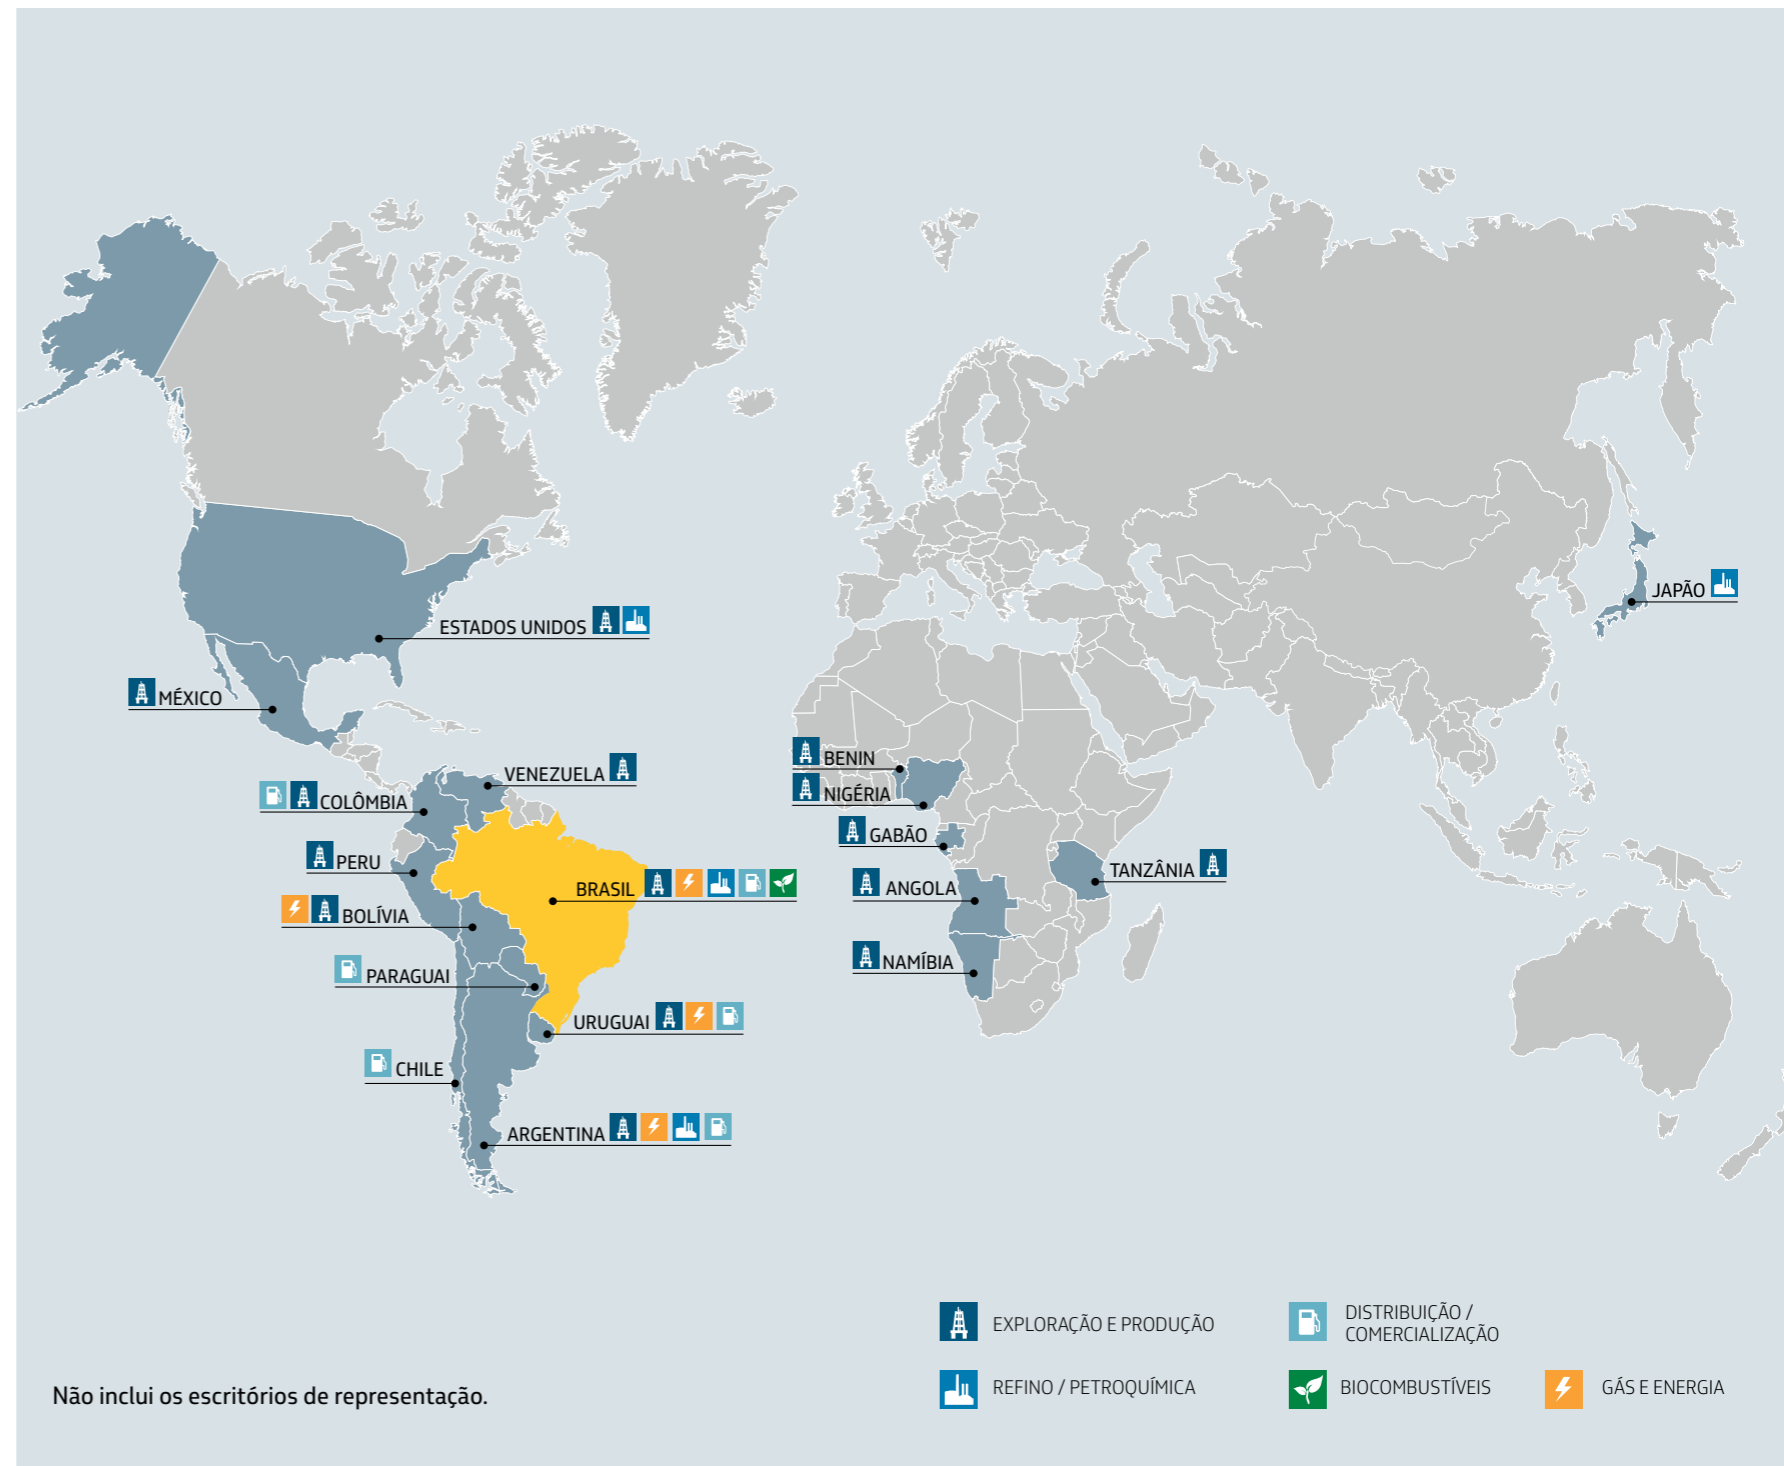 JAPÃO
ESTADOS UNIDOS
MÉXICO
BENIN
VENEZUELA
NIGÉRIA
COLÔMBIA
GABÃO
PERU
TANZÂNIA
BRASIL
ANGOLA
BOLÍVIA
NAMÍBIA
PARAGUAI
URUGUAI
CHILE
ARGENTINA
EXPLORAÇÃO E PRODUÇÃO
DISTRIBUIÇÃO /
COMERCIALIZAÇÃO
REFINO / PETROQUÍMICA
BIOCOMBUSTÍVEIS
GÁS E ENERGIA
Não inclui os escritórios de representação.